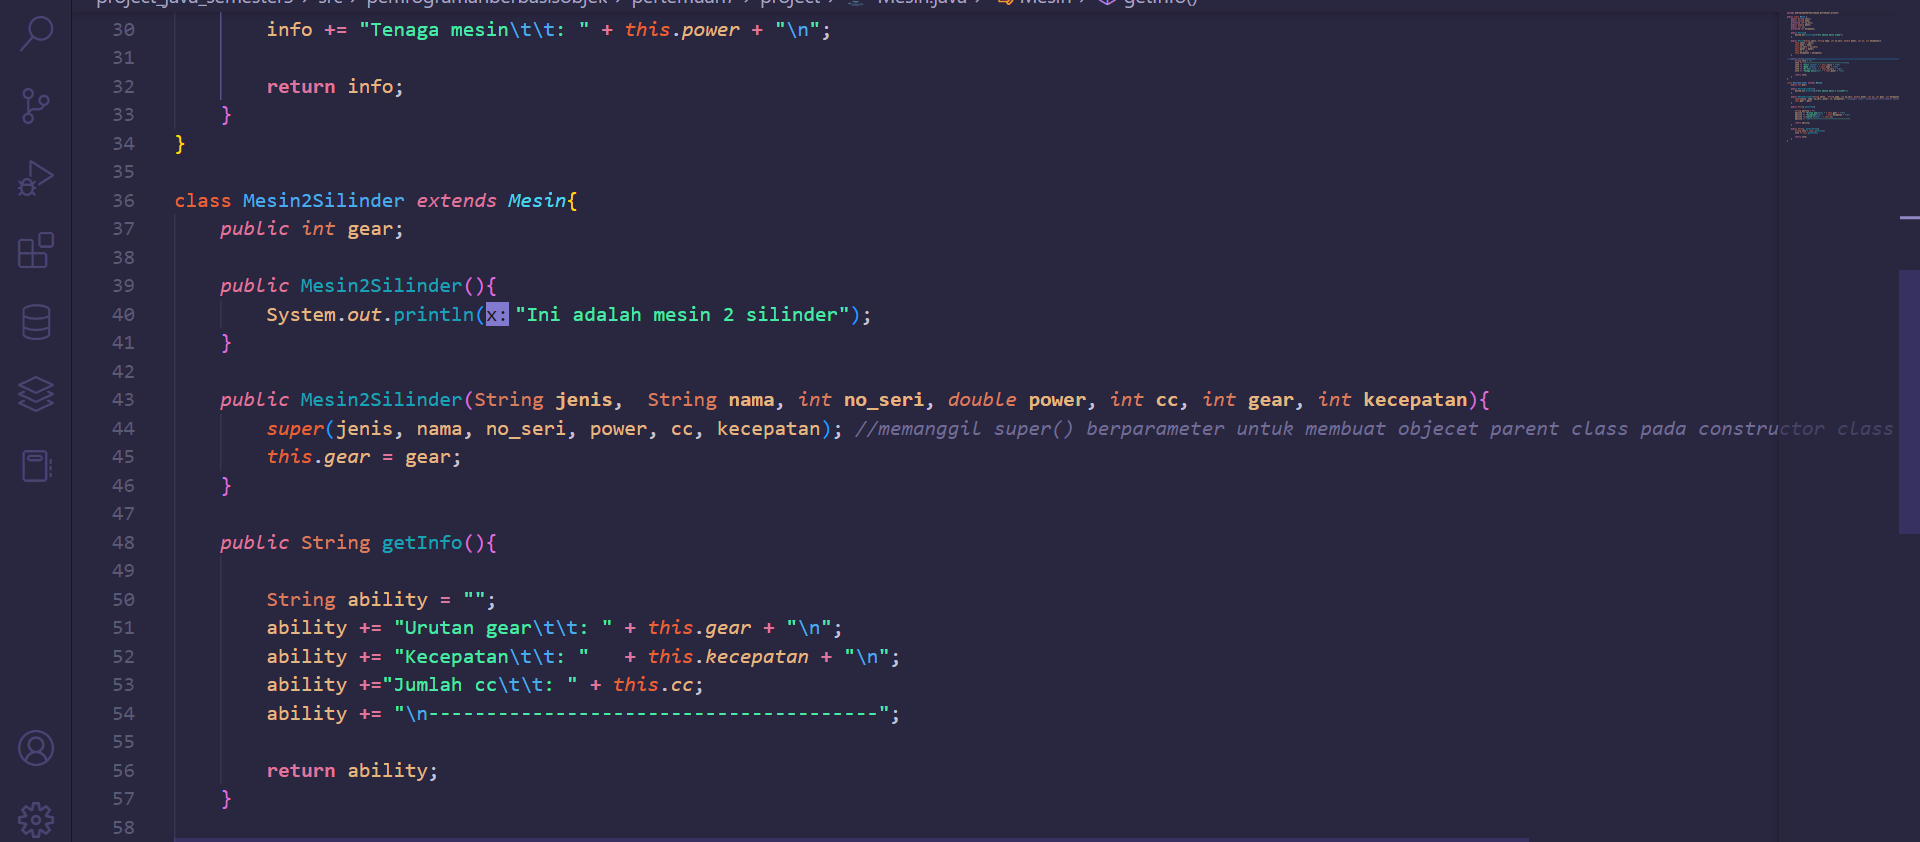 project_java_semester3 > src > pemrogramanberbasisobjek > pertemuan7 > project > Mesin.java > Mesin > getInfo()
30 info += "Tenaga mesin\t\t: " + this.power + "\n";
31
32 return info;
33 }
34 }
35
36 class Mesin2Silinder extends Mesin{
37 public int gear;
38
39 public Mesin2Silinder(){
40 System.out.println(x: "Ini adalah mesin 2 silinder");
41 }
42
43 public Mesin2Silinder(String jenis,  String nama, int no_seri, double power, int cc, int gear, int kecepatan){
44 super(jenis, nama, no_seri, power, cc, kecepatan); //memanggil super() berparameter untuk membuat objecet parent class pada constructor class
45 this.gear = gear;
46 }
47
48 public String getInfo(){
49
50 String ability = "";
51 ability += "Urutan gear\t\t: " + this.gear + "\n";
52 ability += "Kecepatan\t\t: "   + this.kecepatan + "\n";
53 ability +="Jumlah cc\t\t: " + this.cc;
54 ability += "\n---------------------------------------";
55
56 return ability;
57 }
58